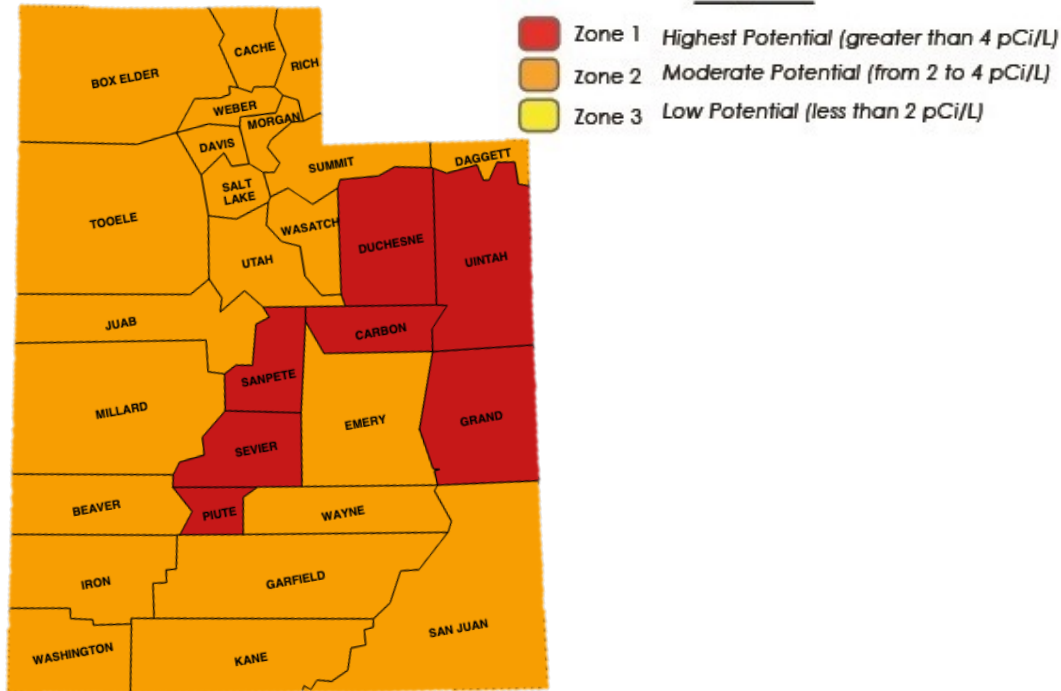 Zone 1 Highest Potential (greater than 4 pCi/L)
Zone 2 Moderate Potential (from 2 to 4 pCi/L)
Zone 3 Low Potential (less than 2 pCi/L)
CACHE
BOX ELDER
RICH
WEBER
MORGAN
DAVIS
SUMMIT
DAGGETT
SALT
LAKE
TOOELE
WASATCH
DUCHESNE
UINTAH
UTAH
JUAB
CARBON
SANPETE
MILLARD
EMERY
GRAND
SEVIER
BEAVER
PIUTE
WAYNE
IRON
GARFIELD
SAN JUAN
WASHINGTON
KANE